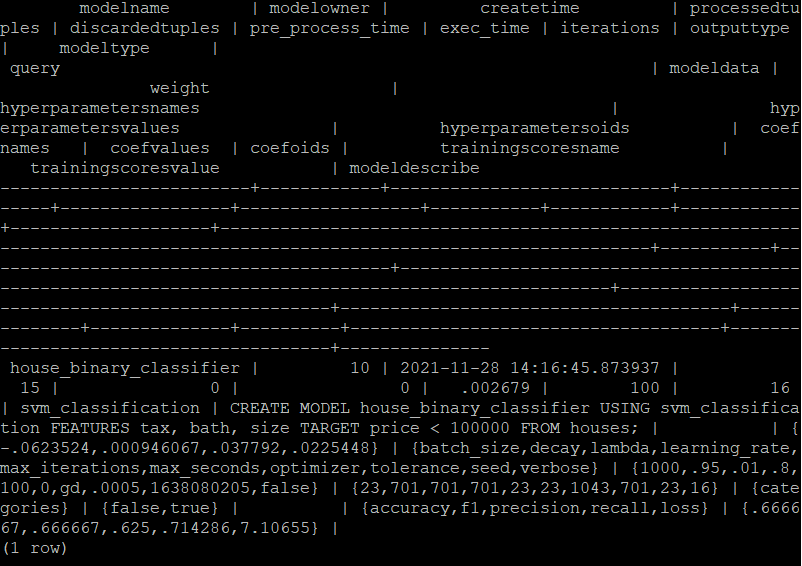 modelname | modelowner | createtime | processedtu
ples | discardedtuples | pre_process_time | exec_time | iterations | outputtype
| modeltype |
query | modeldata |
weight |
hyperparametersnames | hyp
erparametersvalues | hyperparametersoids | coef
names | coefvalues | coefoids | trainingscoresname |
trainingscoresvalue | modeldescribe
-------------------------+------------+----------------------------+------------
-----+-----------------+------------------+-----------+------------+------------
+--------------------+----------------------------------------------------------
-----------------------------------------------------------------+-----------+--
---------------------------------------+----------------------------------------
-------------------------------------------------------------+------------------
---------------------------------+---------------------------------------+------
--------+--------------+----------+-------------------------------------+-------
---------------------------------+---------------
house_binary_classifier | 10 | 2021-11-28 14:16:45.873937 |
15 | 0 | 0 | .002679 | 100 | 16
| svm_classification | CREATE MODEL house_binary_classifier USING svm_classifica
tion FEATURES tax, bath, size TARGET price < 100000 FROM houses; | | {
-.0623524,.000946067,.037792,.0225448} | {batch_size,decay,lambda,learning_rate,
max_iterations,max_seconds,optimizer,tolerance,seed,verbose} | {1000,.95,.01,.8,
100,0,gd,.0005,1638080205,false} | {23,701,701,701,23,23,1043,701,23,16} | {cate
gories} | {false,true} | | {accuracy,f1,precision,recall,loss} | {.6666
67,.666667,.625,.714286,7.10655} |
(1 row)